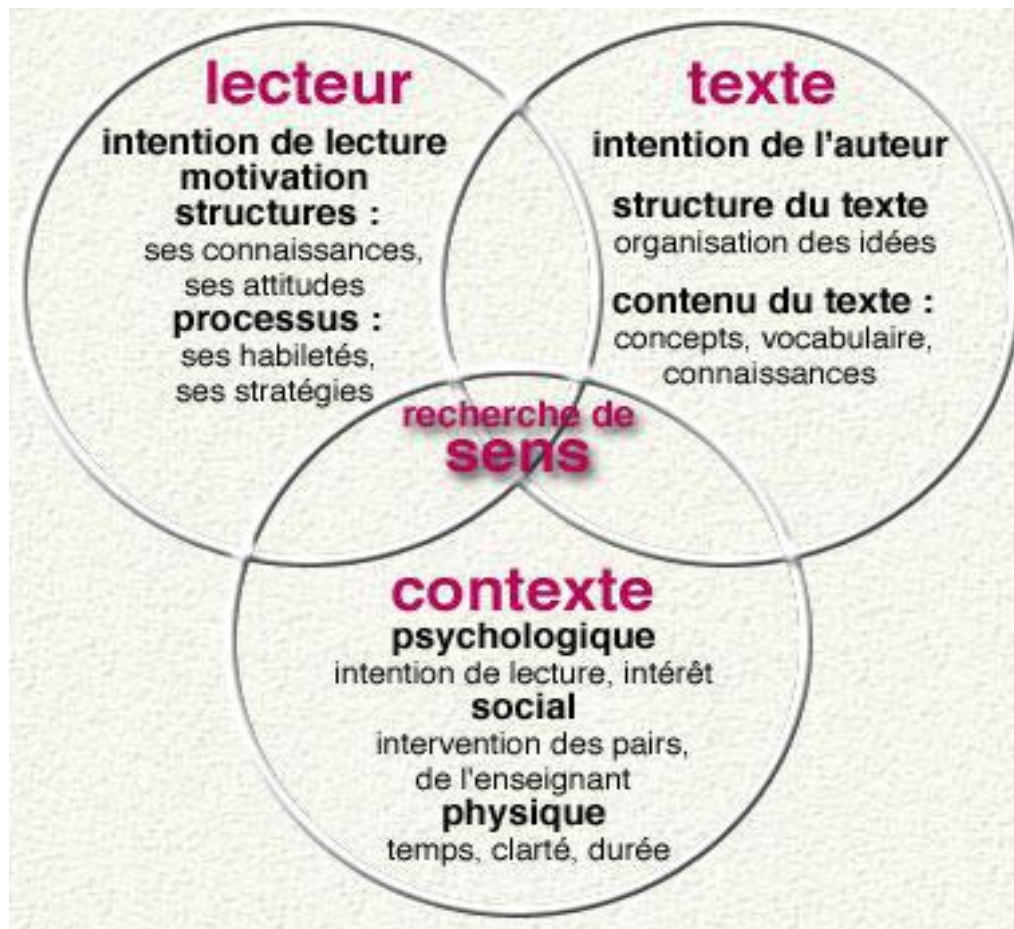 lecteur
intention de lecture
motivation
structures :
ses connaissances,
ses attitudes
processus :
ses habiletés,
ses stratégies
texte
intention de l'auteur
structure du texte
organisation des idées
contenu du texte :
concepts, vocabulaire,
connaissances
recherche de
sens
contexte
psychologique
intention de lecture, intérêt
social
intervention des pairs,
de l'enseignant
physique
temps, clarté, durée